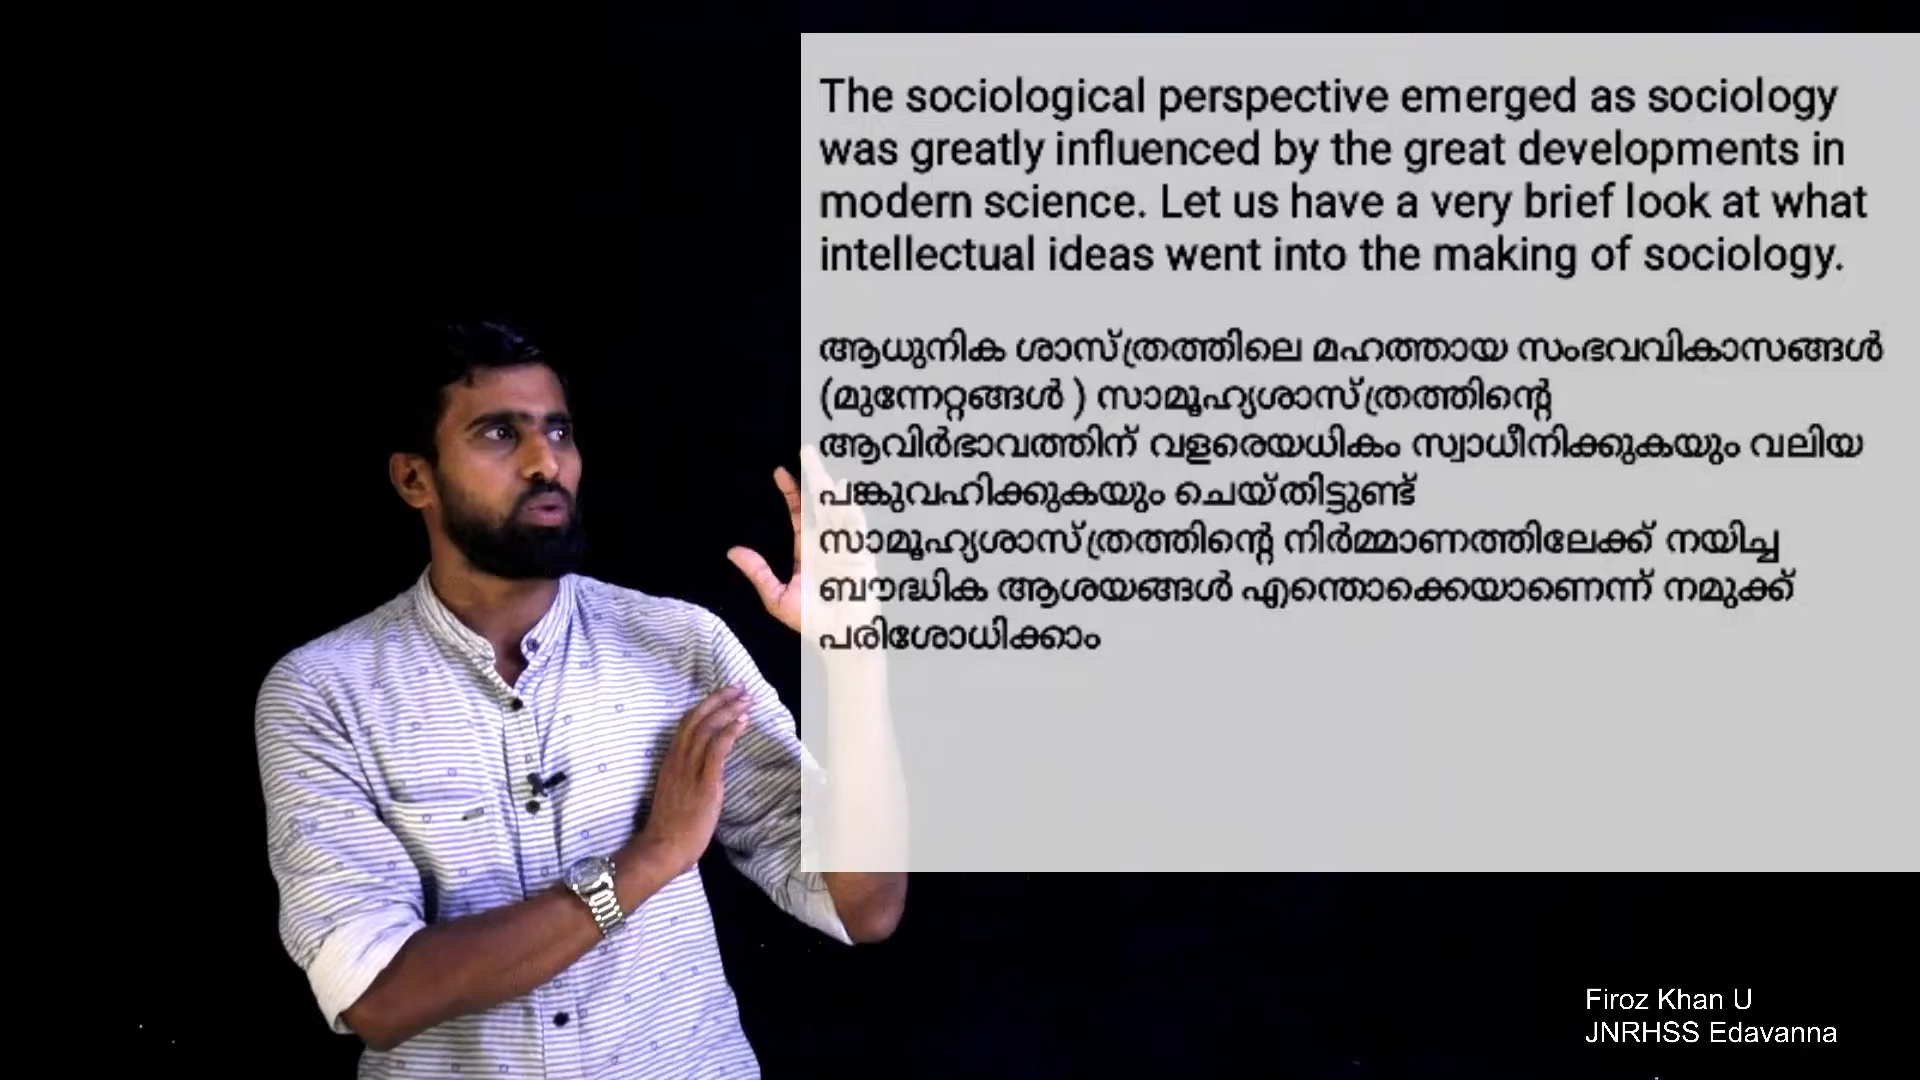 The sociological perspective emerged as sociology
was greatly influenced by the great developments in
modern science. Let us have a very brief look at what
intellectual ideas went into the making of sociology.
ആധുനിക ശാസ്ത്രത്തിലെ മഹത്തായ സംഭവവികാസങ്ങൾ
(മുന്നേറ്റങ്ങൾ ) സാമൂഹ്യശാസ്ത്രത്തിന്റെ
ആവിർഭാവത്തിന് വളരെയധികം സ്വാധീനിക്കുകയും വലിയ
പങ്കുവഹിക്കുകയും ചെയ്തിട്ടുണ്ട്
സാമൂഹ്യശാസ്ത്രത്തിന്റെ നിർമ്മാണത്തിലേക്ക് നയിച്ച
ബൗദ്ധിക ആശയങ്ങൾ എന്തൊക്കെയാണെന്ന് നമുക്ക്
പരിശോധിക്കാം
Firoz Khan U
JNRHSS Edavanna